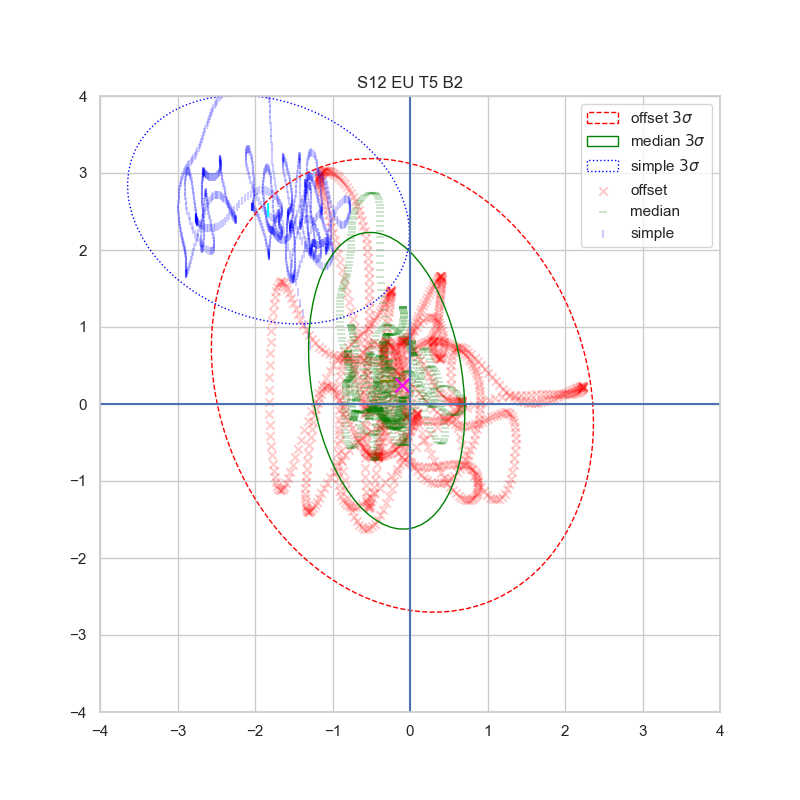 S12 EU T5 B2
offset 3σ
median 3σ
simple 3σ
offset
median
simple
4
3
2
1
0
−1
−2
−3
−4
−4 −3 −2 −1 0 1 2 3 4